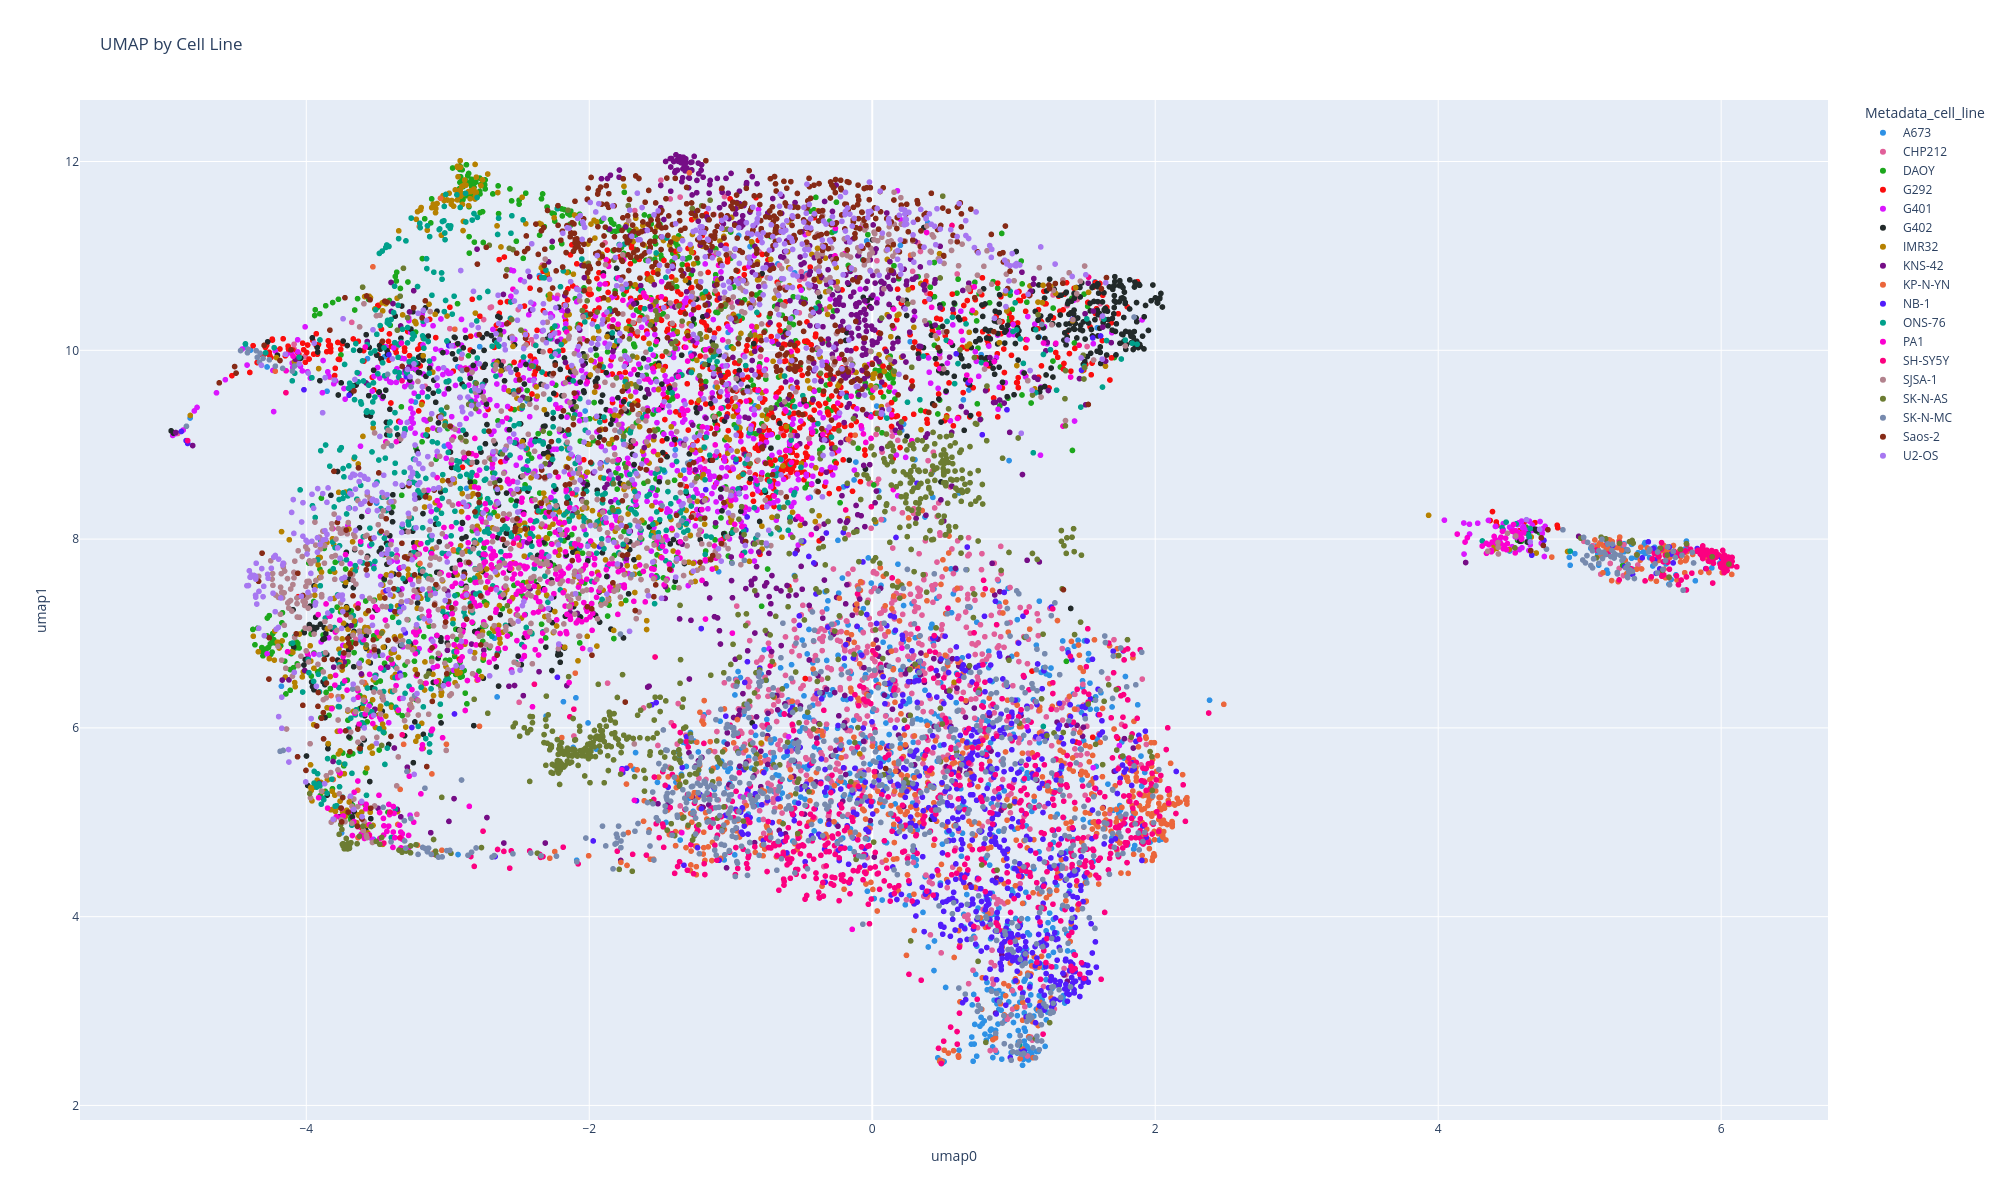 UMAP by Cell Line
Metadata_cell_line
A673
CHP212
DAOY
G292
G401
G402
IMR32
KNS-42
KP-N-YN
NB-1
ONS-76
PA1
SH-SY5Y
SJSA-1
SK-N-AS
SK-N-MC
Saos-2
U2-OS
12
10
8
6
4
2
umap1
−4
−2
0
2
4
6
umap0